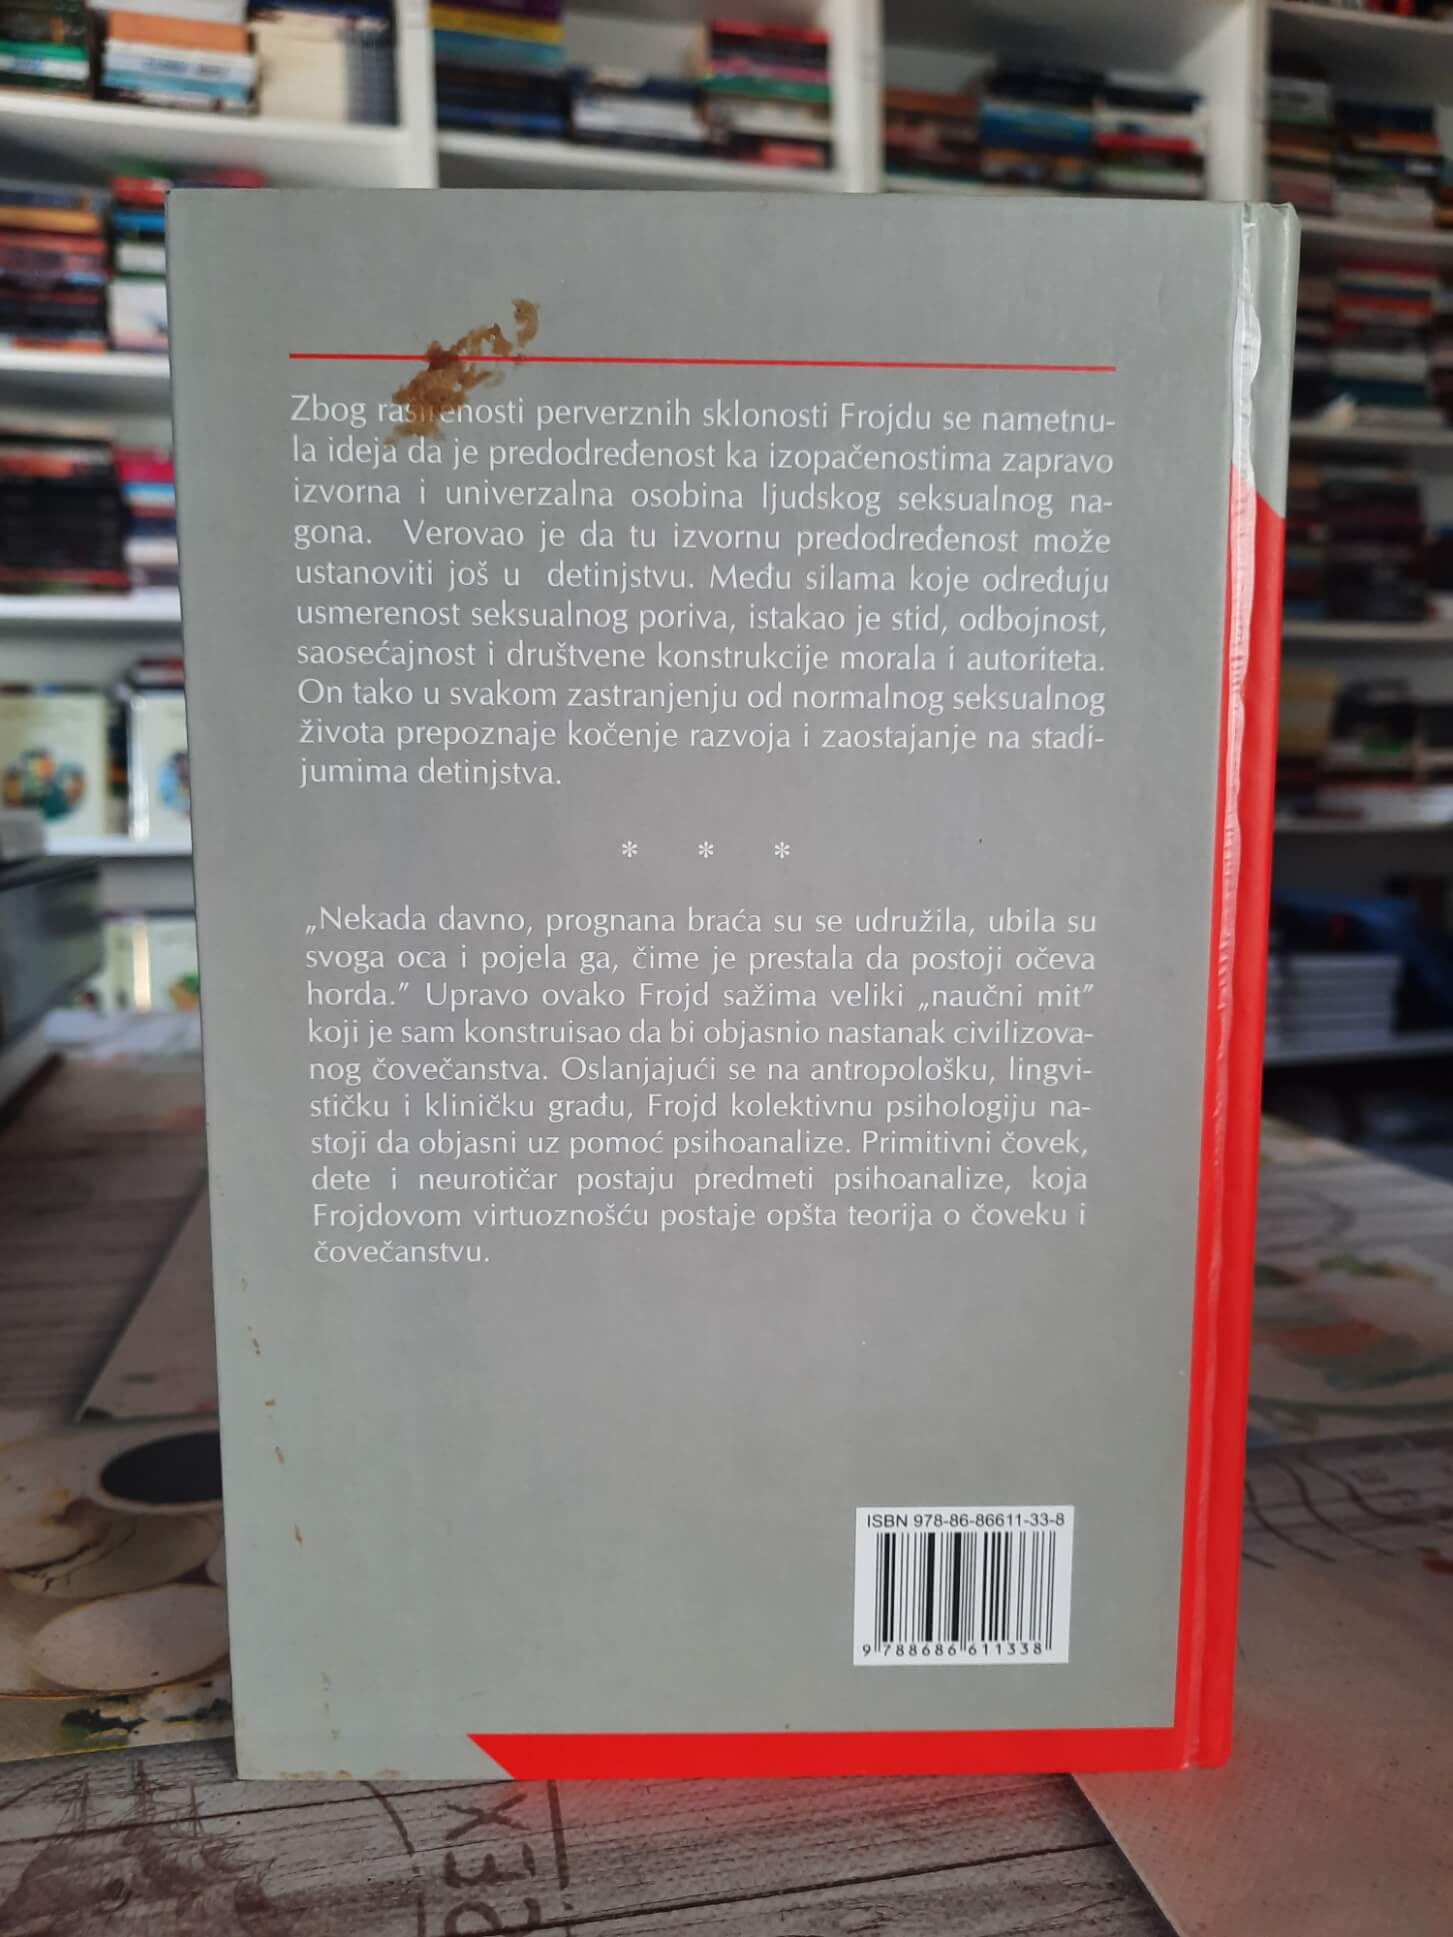 Zbog raširenosti perverznih sklonosti Frojdu se nametnu-
la ideja da je predodređenost ka izopačenostima zapravo
izvorna i univerzalna osobina ljudskog seksualnog na-
gona. Verovao je da tu izvornu predodređenost može
ustanoviti još u detinjstvu. Među silama koje određuju
usmerenost seksualnog poriva, istakao je stid, odbojnost,
saosećajnost i društvene konstrukcije morala i autoriteta.
On tako u svakom zastranjenju od normalnog seksualnog
života prepoznaje kočenje razvoja i zaostajanje na stadi-
jumima detinjstva.
* * *
„Nekada davno, prognana braća su se udružila, ubila su
svoga oca i pojela ga, čime je prestala da postoji očeva
horda.” Upravo ovako Frojd sažima veliki „naučni mit”
koji je sam konstruisao da bi objasnio nastanak civilizova-
nog čovečanstva. Oslanjajući se na antropološku, lingvi-
stičku i kliničku građu, Frojd kolektivnu psihologiju na-
stoji da objasni uz pomoć psihoanalize. Primitivni čovek,
dete i neurotičar postaju predmeti psihoanalize, koja
Frojdovom virtuoznošću postaje opšta teorija o čoveku i
čovečanstvu.
ISBN 978-86-86611-33-8
9 788686 611338